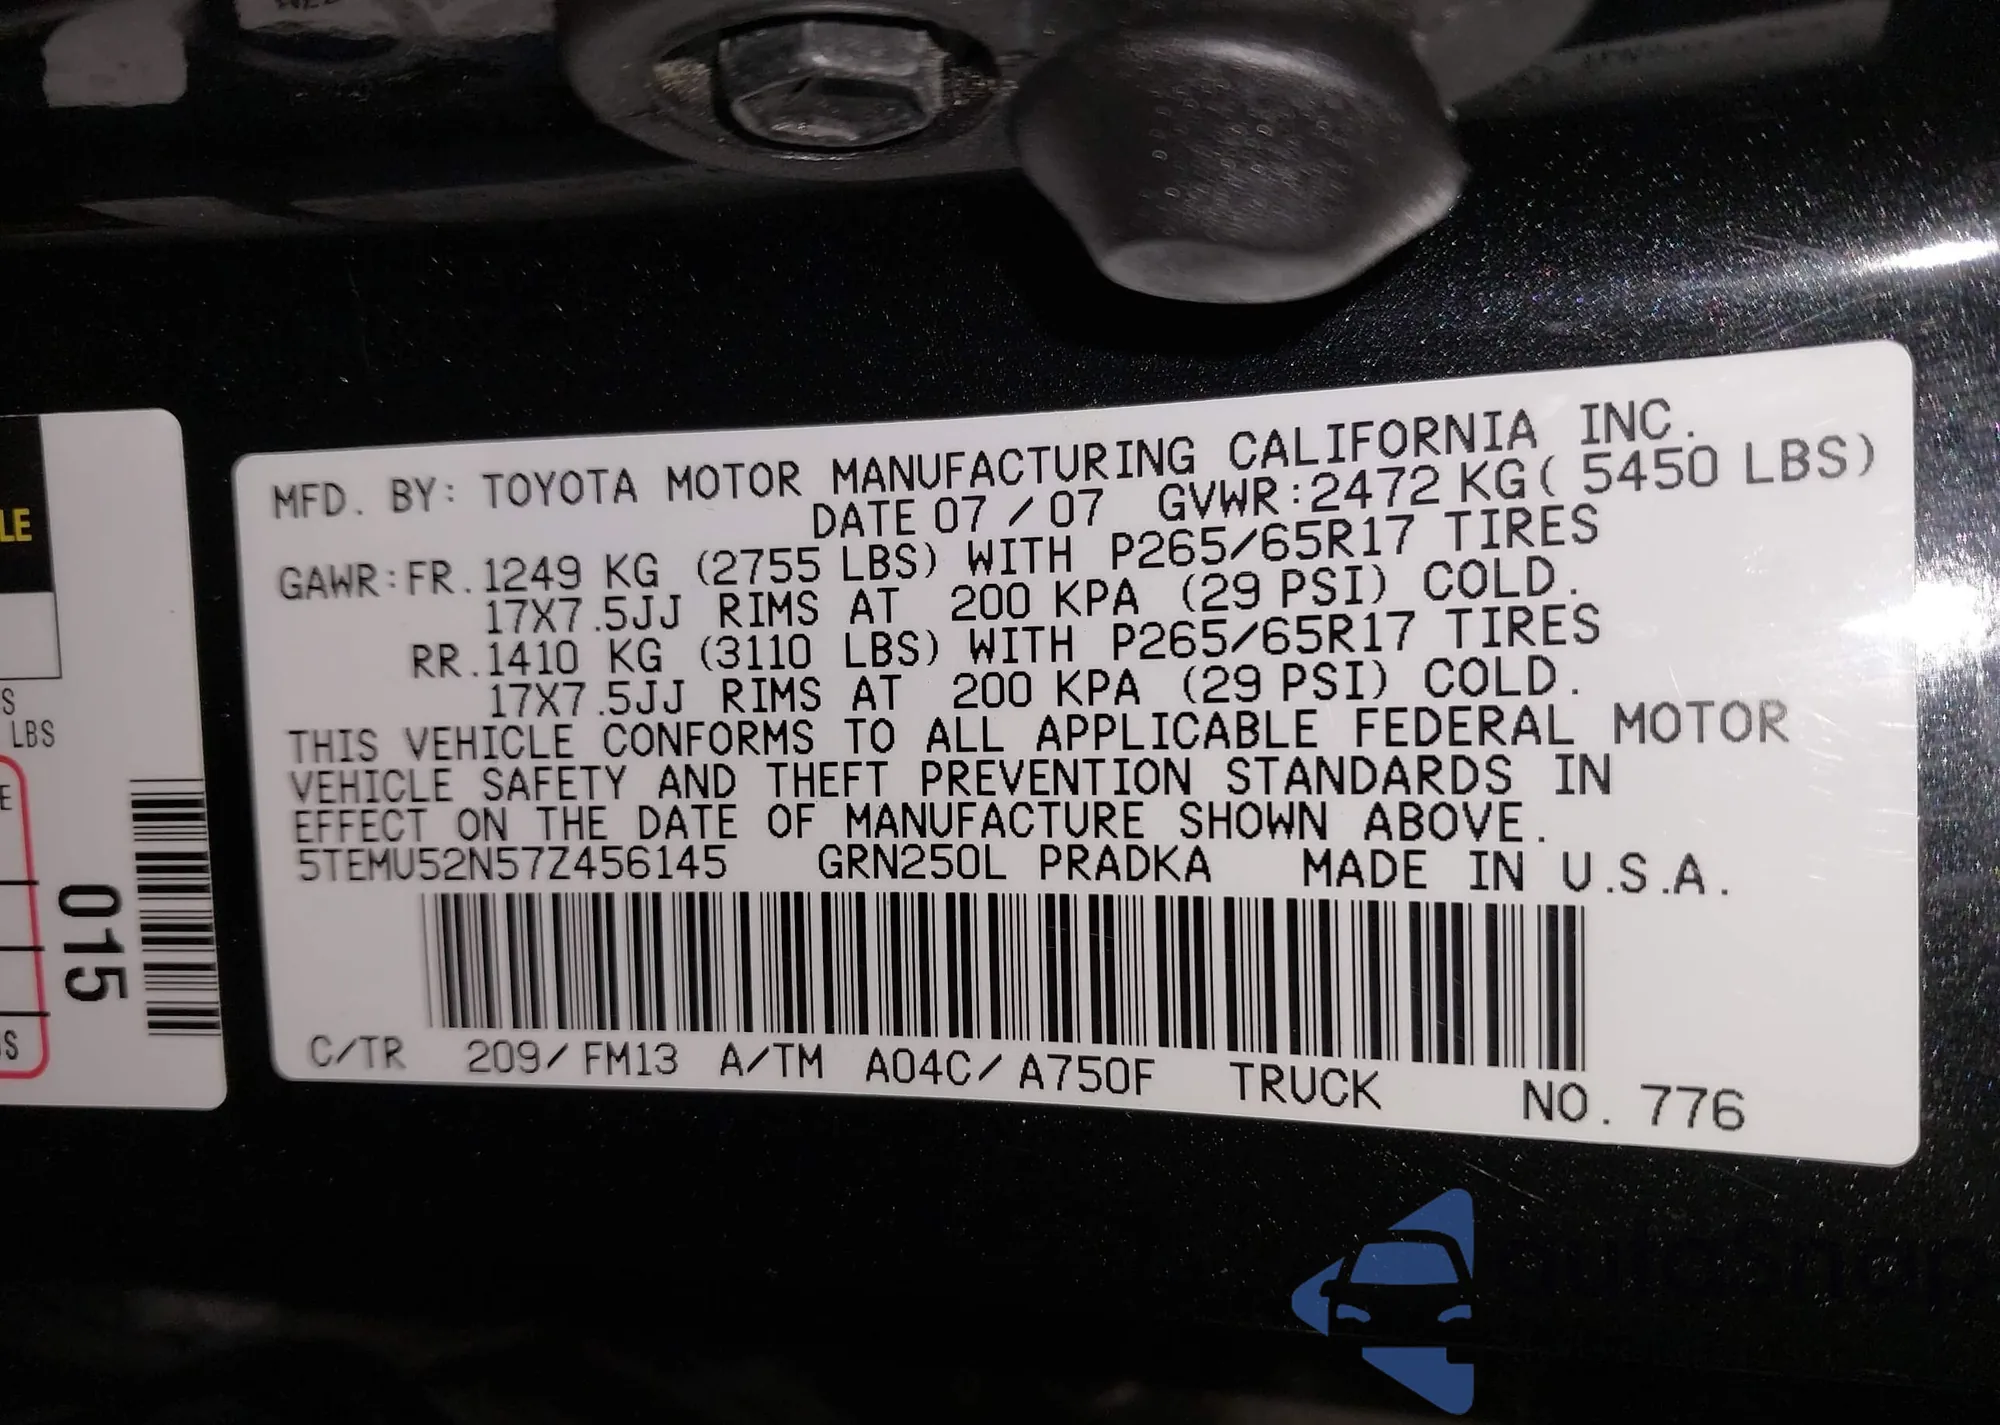 MFD. BY: TOYOTA MOTOR MANUFACTURING CALIFORNIA INC.
DATE 07 / 07 GVWR:2472 KG( 5450 LBS)
GAWR:FR.1249 KG (2755 LBS) WITH P265/65R17 TIRES
17X7.5JJ RIMS AT 200 KPA (29 PSI) COLD.
RR.1410 KG (3110 LBS) WITH P265/65R17 TIRES
17X7.5JJ RIMS AT 200 KPA (29 PSI) COLD.
THIS VEHICLE CONFORMS TO ALL APPLICABLE FEDERAL MOTOR
VEHICLE SAFETY AND THEFT PREVENTION STANDARDS IN
EFFECT ON THE DATE OF MANUFACTURE SHOWN ABOVE.
5TEMU52N57Z456145 GRN250L PRADKA MADE IN U.S.A.
C/TR 209/FM13 A/TM A04C/A750F TRUCK NO. 776
LE
S
LBS
E
015
S